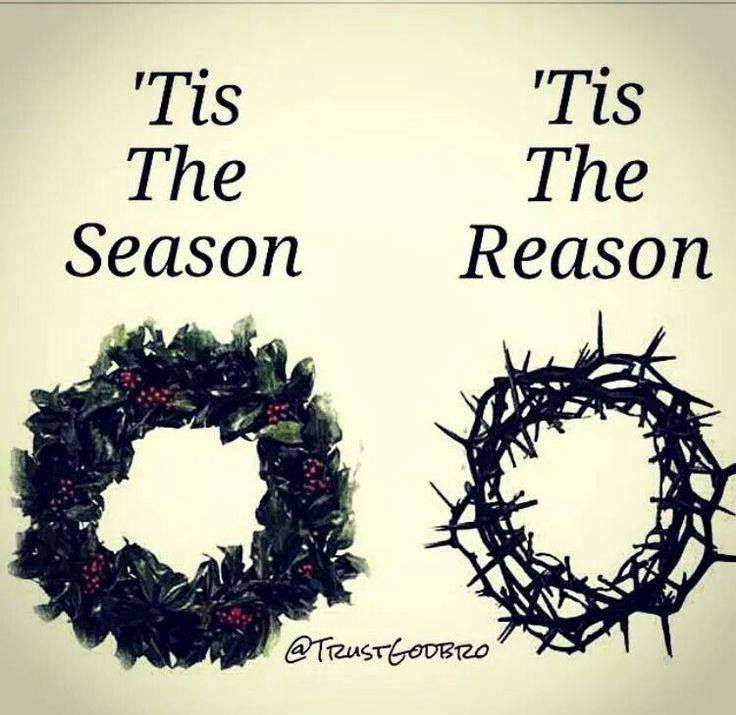 'Tis
The
Season
'Tis
The
Reason
@TrustGodbro